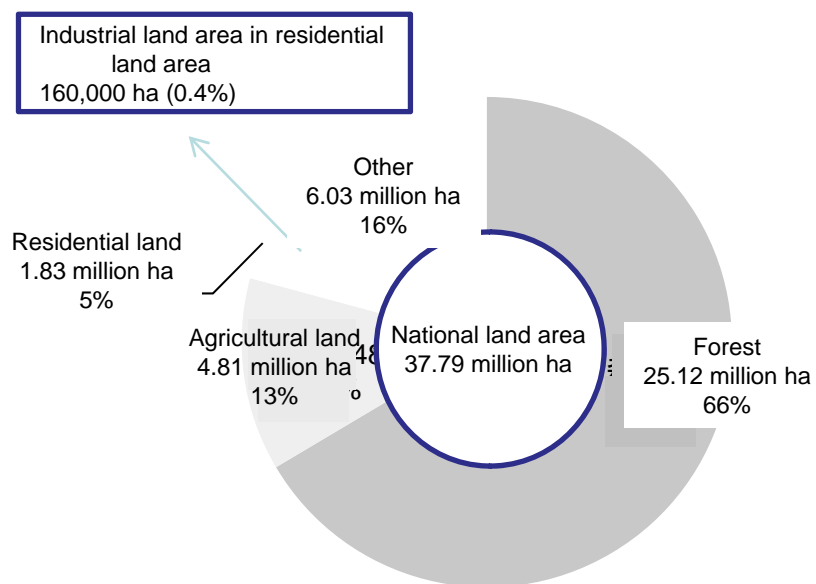 Industrial land area in residential
land area
160,000 ha (0.4%)
Other
6.03 million ha
16%
Residential land
1.83 million ha
5%
Agricultural land
4.81 million ha
13%
48
National land area
37.79 million ha
Forest
25.12 million ha
66%